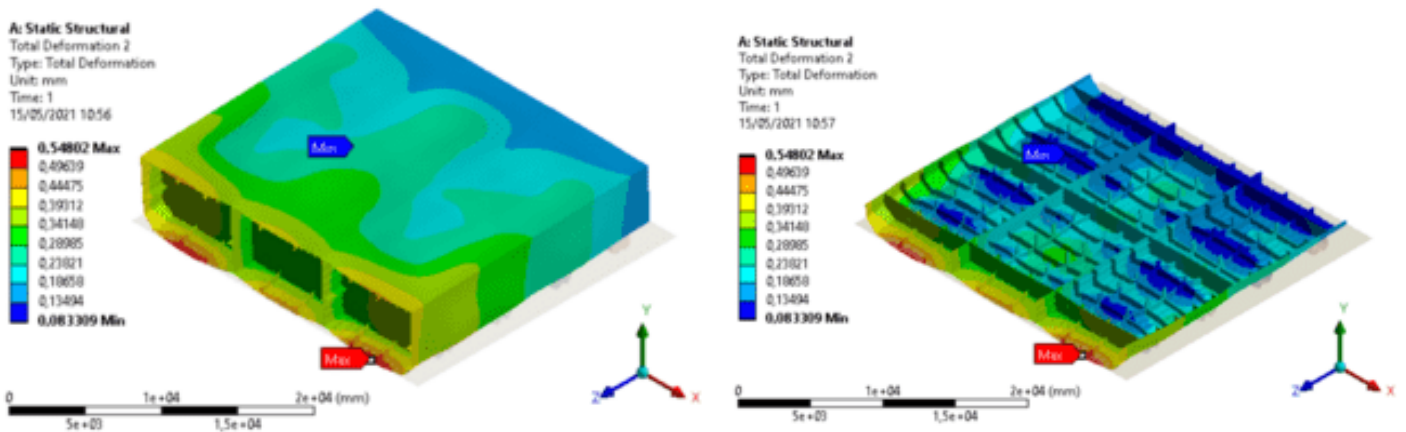 A: Static Structural
Total Deformation 2
Type: Total Deformation
Unit: mm
Time: 1
15/05/2021 10:56
0,54802 Max
0,49639
0,44475
0,39312
0,34148
0,28985
0,23821
0,18658
0,13494
0,083309 Min
Min
Max
Y
Z
X
0
1e+04
2e+04 (mm)
5e+03
1,5e+04
A: Static Structural
Total Deformation 2
Type: Total Deformation
Unit: mm
Time: 1
15/05/2021 10:57
0,54802 Max
0,49639
0,44475
0,39312
0,34148
0,28985
0,23821
0,18658
0,13494
0,083309 Min
Min
Max
Y
Z
X
0
1e+04
2e+04 (mm)
5e+03
1,5e+04